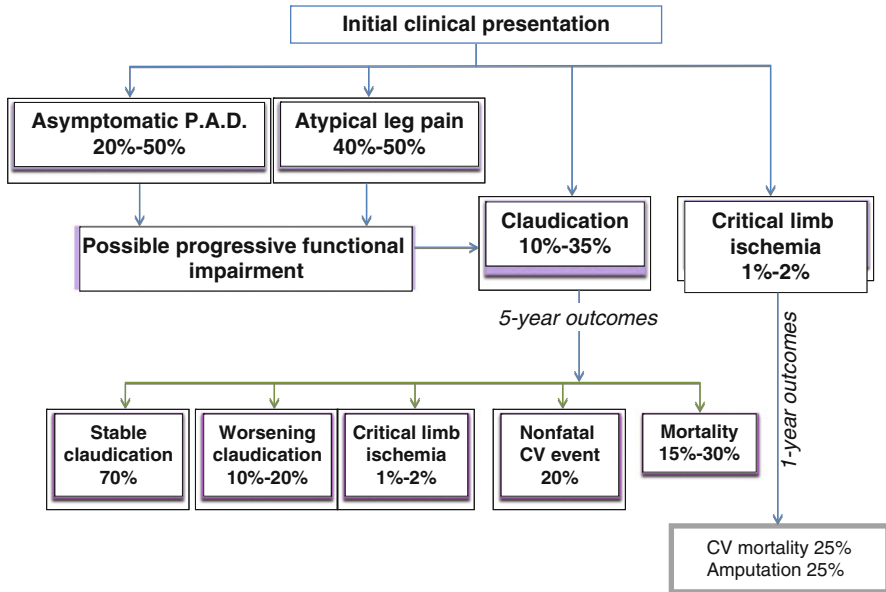 Initial clinical presentation
Asymptomatic P.A.D.
20%-50%
Atypical leg pain
40%-50%
Claudication
10%-35%
Critical limb
ischemia
1%-2%
Possible progressive functional
impairment
5-year outcomes
1-year outcomes
Stable
claudication
70%
Worsening
claudication
10%-20%
Critical limb
ischemia
1%-2%
Nonfatal
CV event
20%
Mortality
15%-30%
CV mortality 25%
Amputation 25%